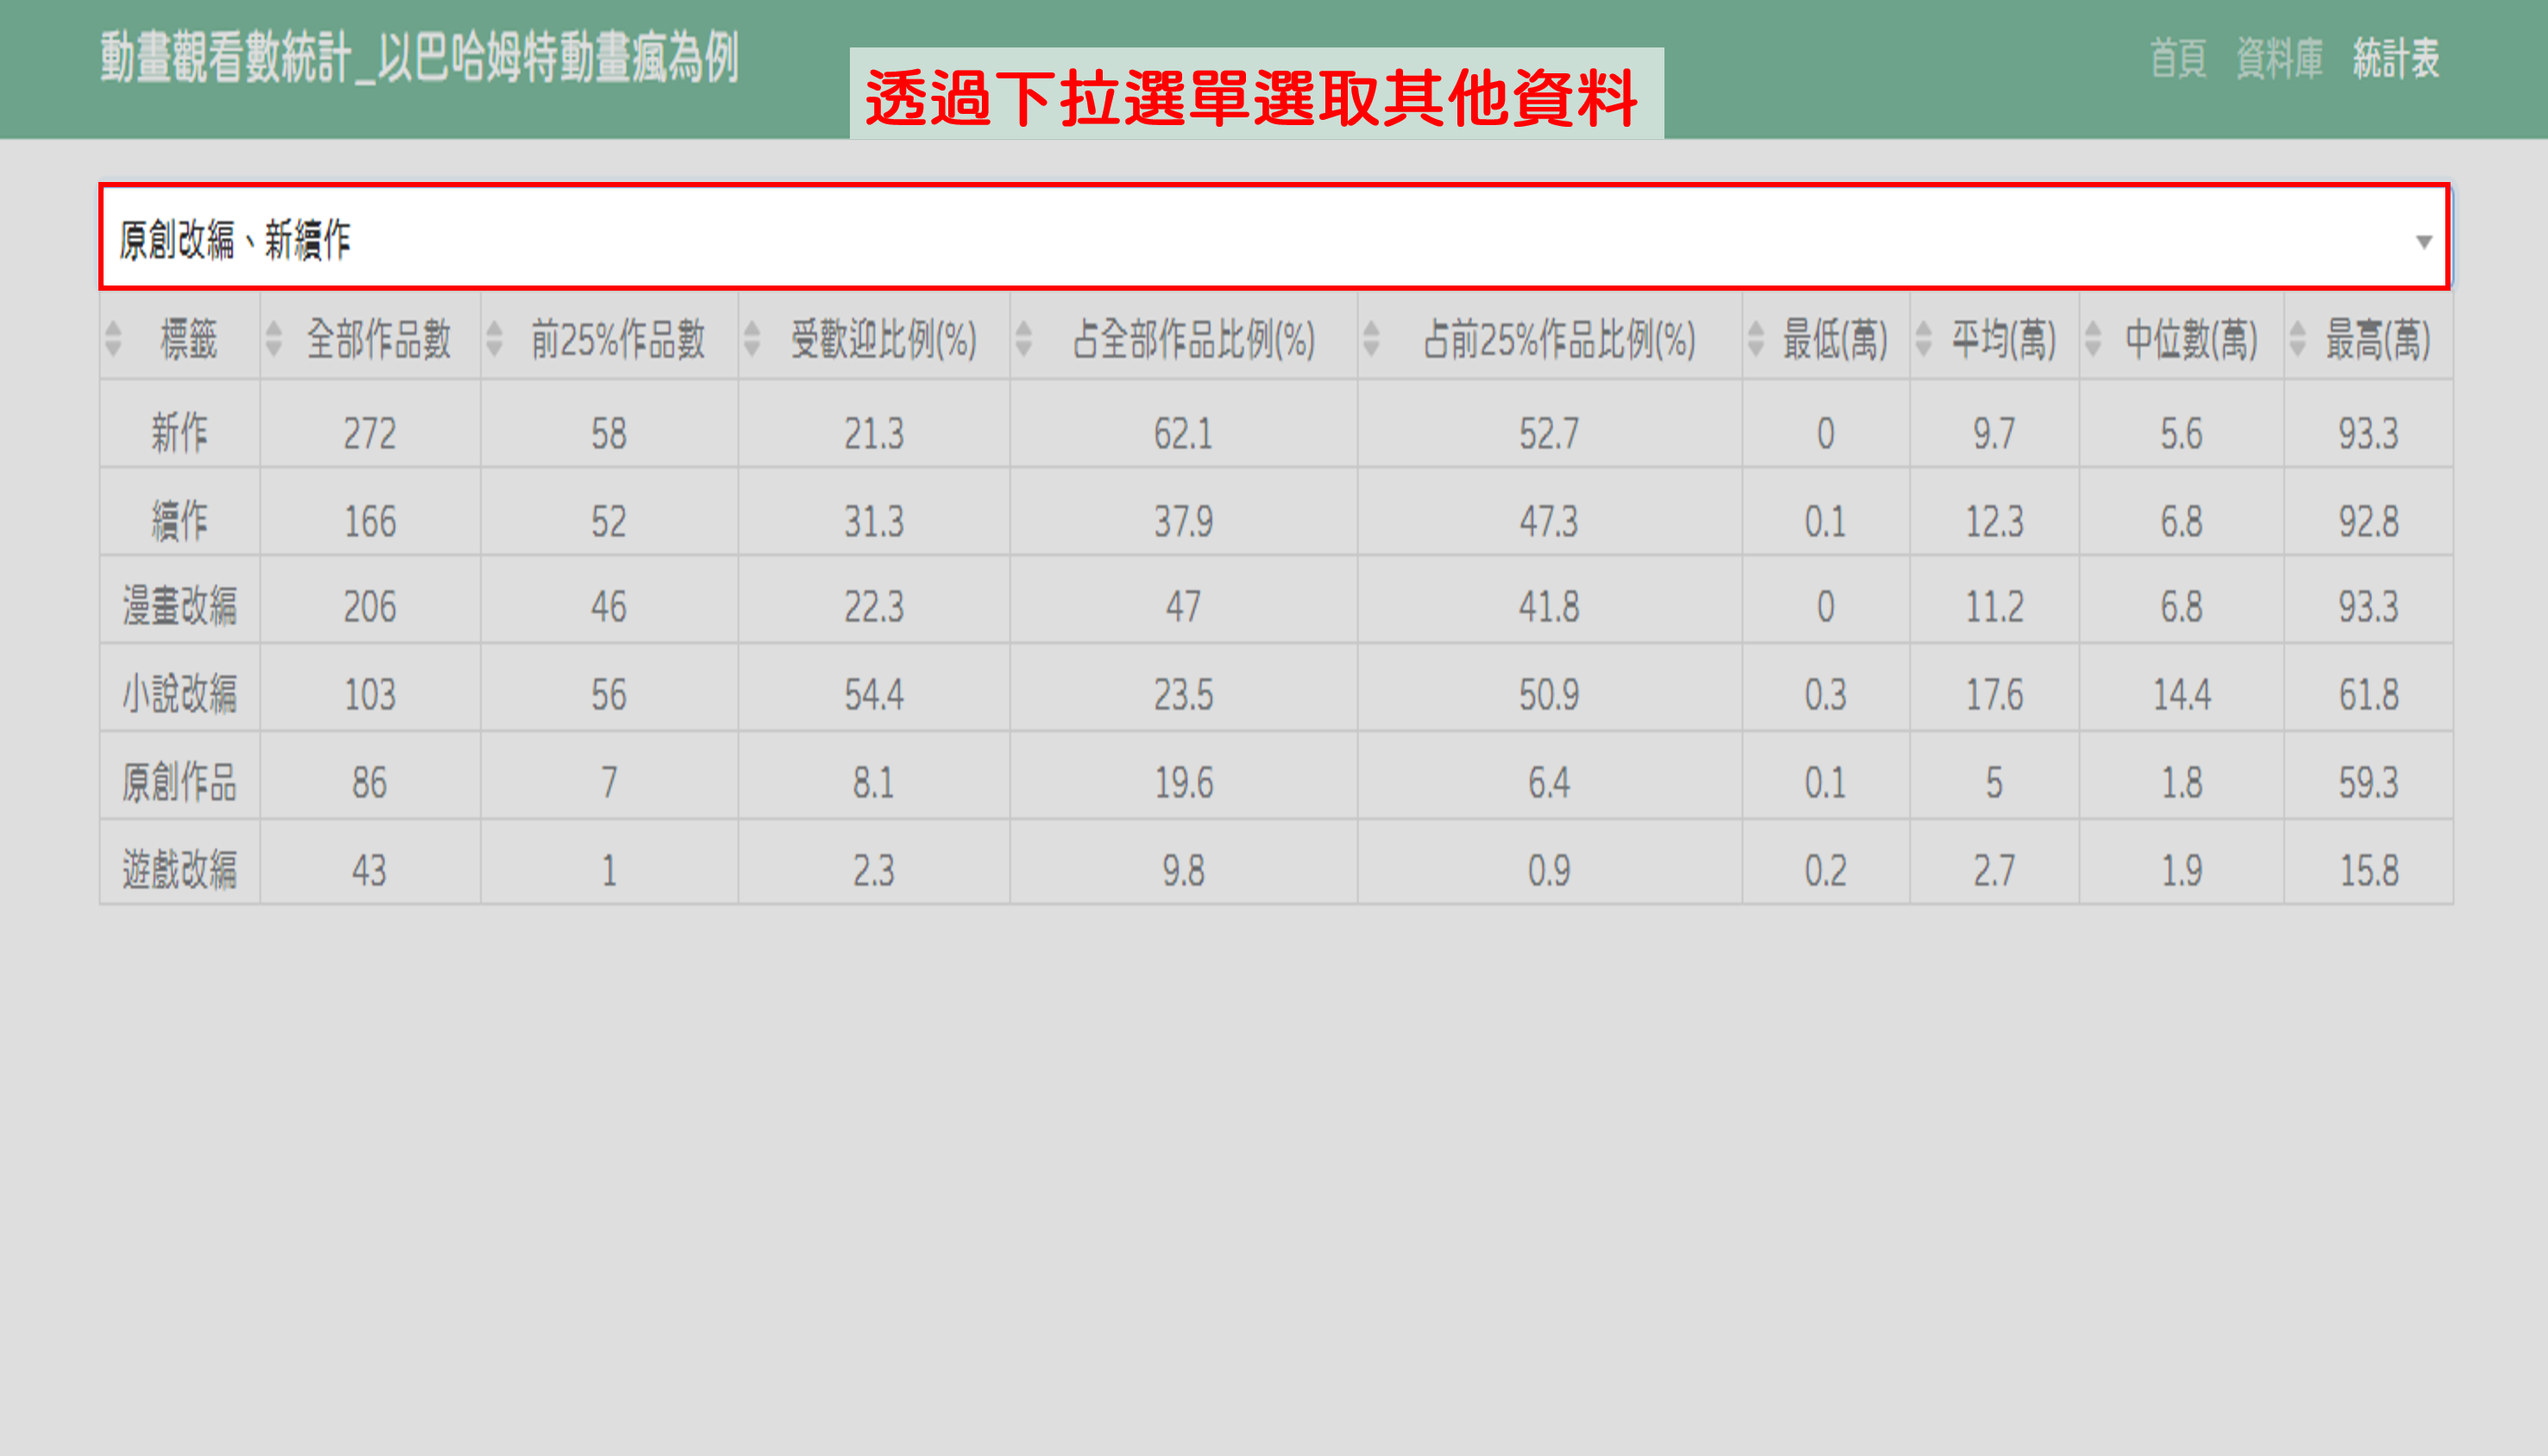 動畫觀看數統計_以巴哈姆特動畫瘋為例
首頁 資料庫 統計表
透過下拉選單選取其他資料
原創改編、新續作
標籤 全部作品數 前25%作品數 受歡迎比例(%) 占全部作品比例(%) 占前25%作品比例(%) 最低(萬) 平均(萬) 中位數(萬) 最高(萬)
新作 272 58 21.3 62.1 52.7 0 9.7 5.6 93.3
續作 166 52 31.3 37.9 47.3 0.1 12.3 6.8 92.8
漫畫改編 206 46 22.3 47 41.8 0 11.2 6.8 93.3
小說改編 103 56 54.4 23.5 50.9 0.3 17.6 14.4 61.8
原創作品 86 7 8.1 19.6 6.4 0.1 5 1.8 59.3
遊戲改編 43 1 2.3 9.8 0.9 0.2 2.7 1.9 15.8